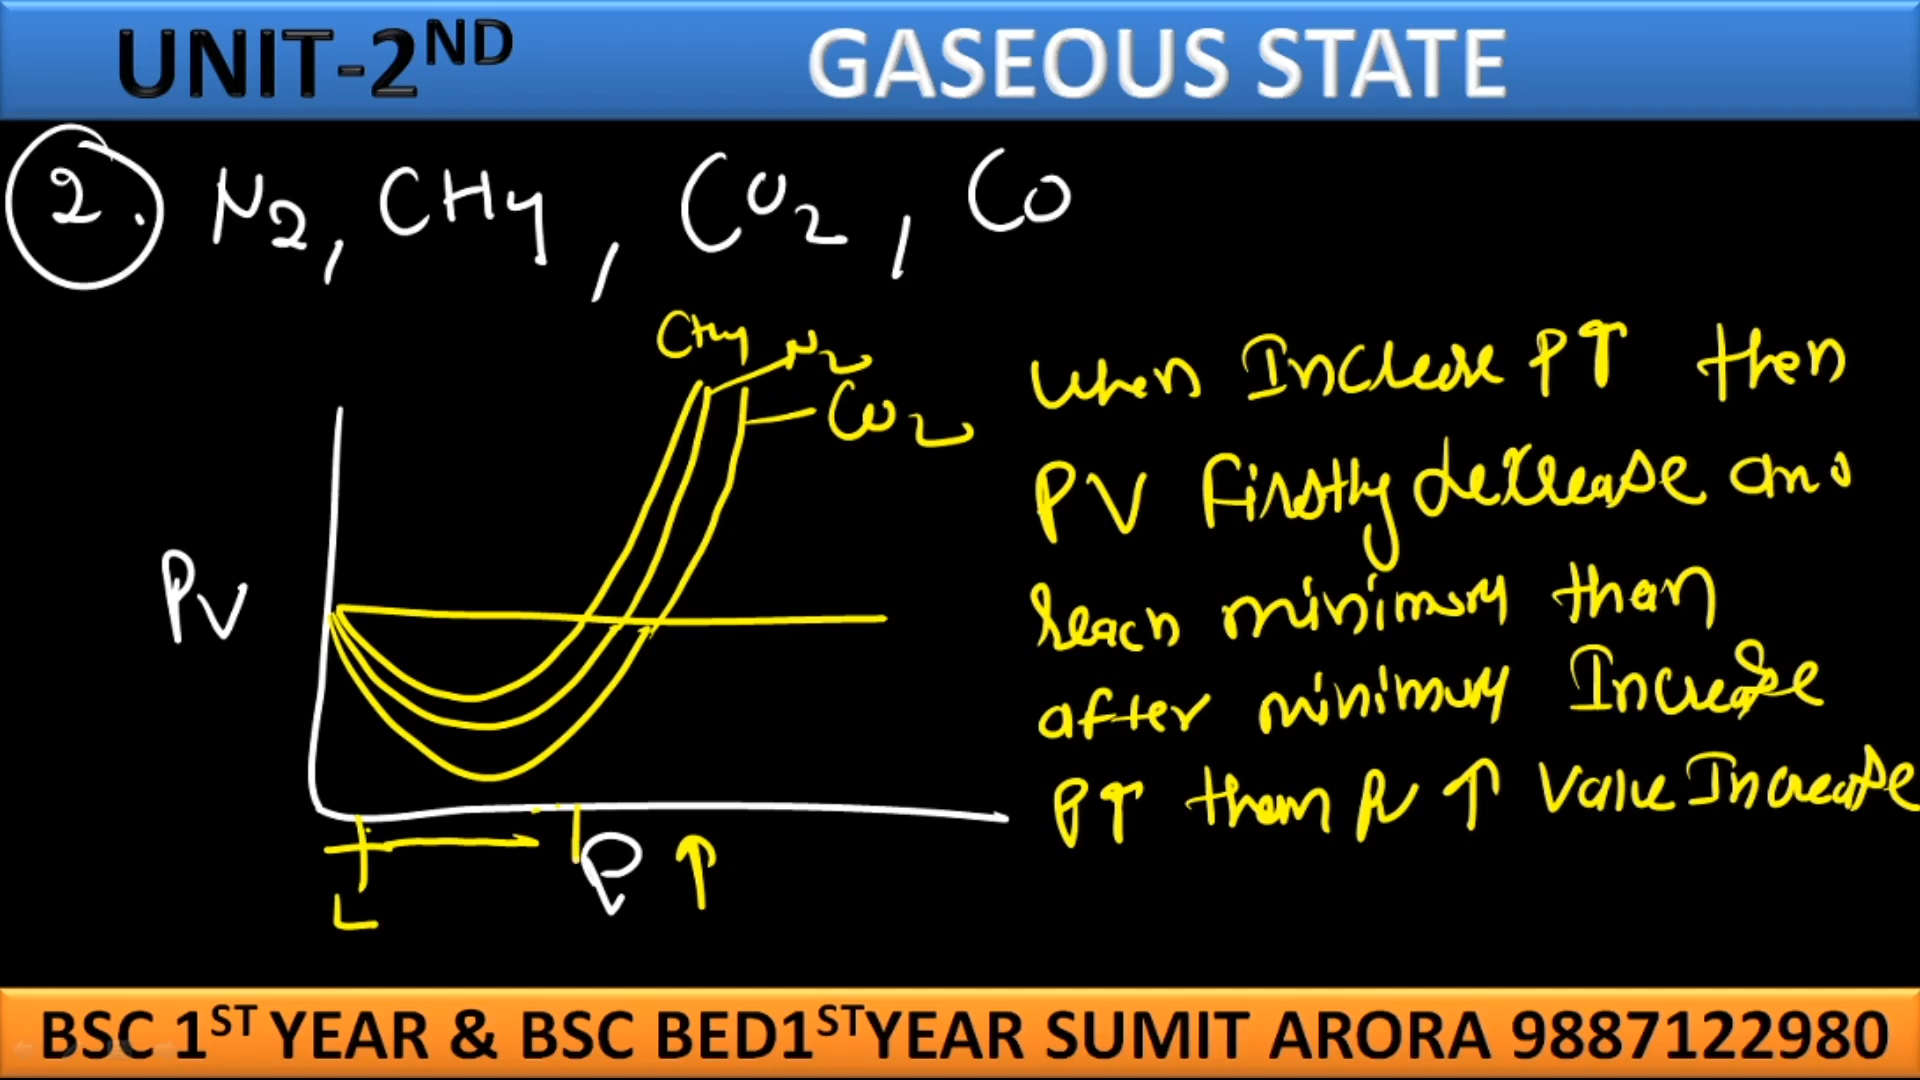 UNIT-2ND GASEOUS STATE
2. N2, CH4, CO2, CO
CH4 N2
CO2
When Increase P↑ then
PV Firstly decrease and
reach minimum than
after minimum Increase
P↑ then PV ↑ value Increase
PV
P ↑
L
BSC 1ST YEAR & BSC BED1STYEAR SUMIT ARORA 9887122980